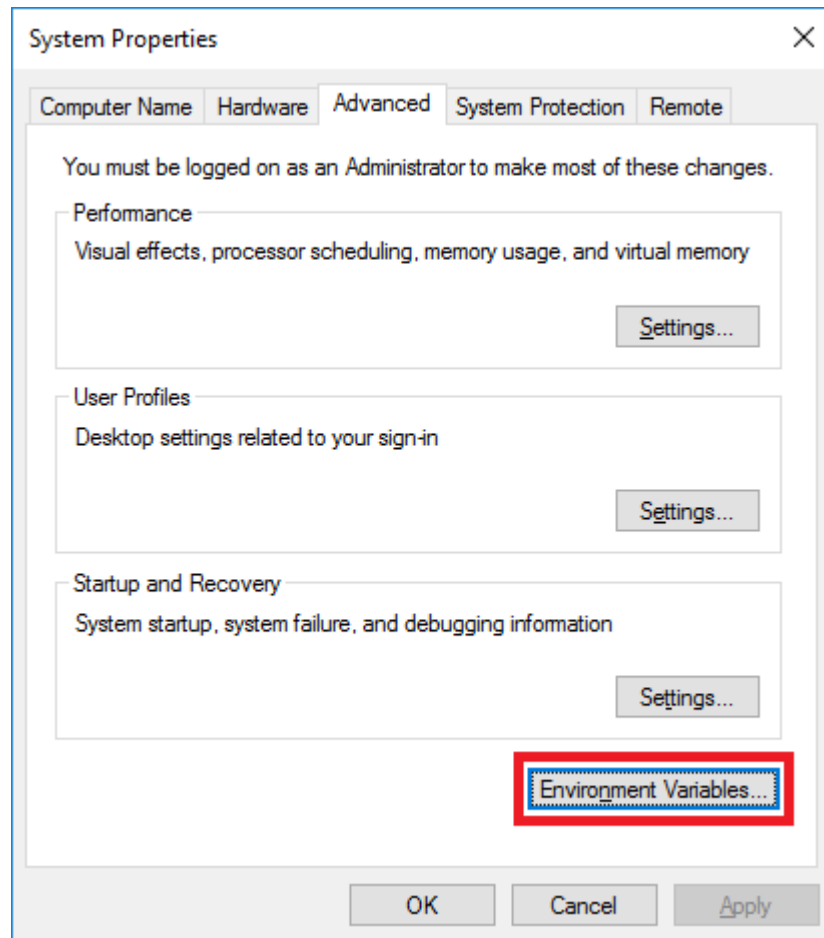 System Properties
Computer Name Hardware Advanced System Protection Remote
You must be logged on as an Administrator to make most of these changes.
Performance
Visual effects, processor scheduling, memory usage, and virtual memory
Settings...
User Profiles
Desktop settings related to your sign-in
Settings...
Startup and Recovery
System startup, system failure, and debugging information
Settings...
Environment Variables...
OK Cancel Apply